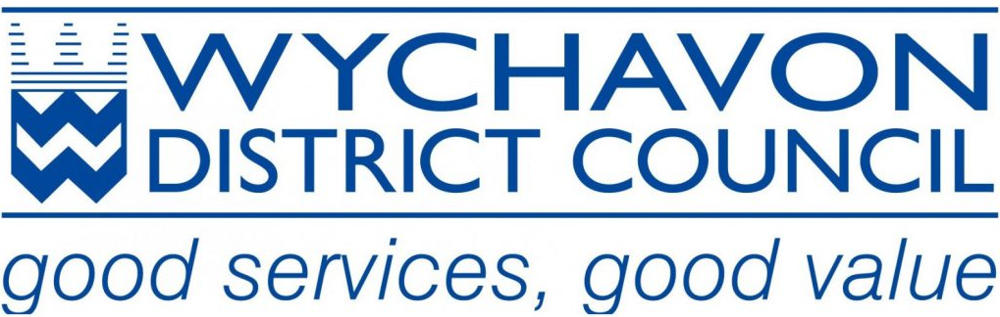 WYCHAVON
DISTRICT COUNCIL
good services, good value